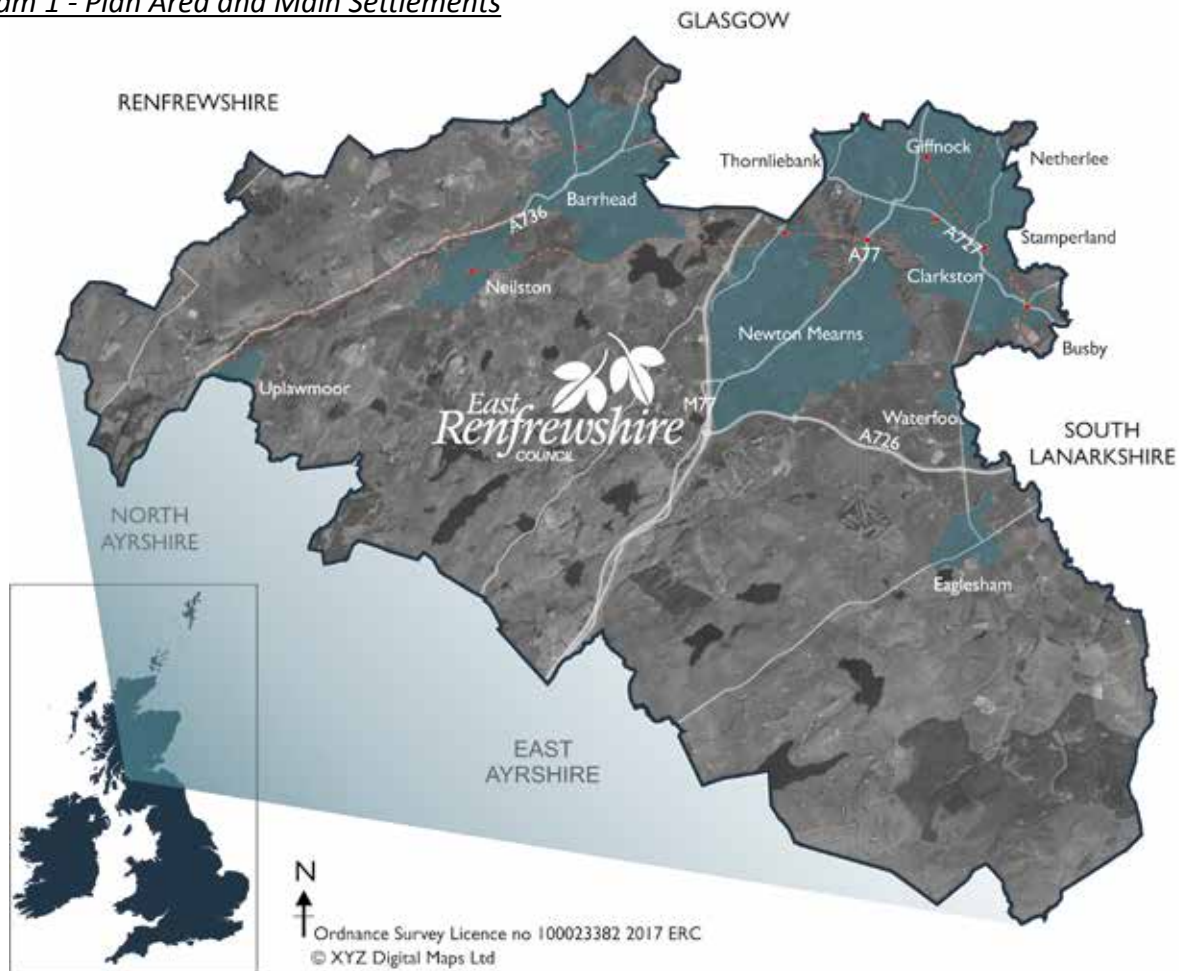 am 1 - Plan Area and Main Settlements
GLASGOW
RENFREWSHIRE
Thornliebank
Giffnock
Netherlee
Barrhead
A736
Stamperland
A727
A77
Clarkston
Neilston
Newton Mearns
Busby
Uplawmoor
East
Renfrewshire
COUNCIL
M77
Waterfoo
A726
SOUTH
LANARKSHIRE
NORTH
AYRSHIRE
Eaglesham
EAST
AYRSHIRE
N
Ordnance Survey Licence no 100023382 2017 ERC
© XYZ Digital Maps Ltd